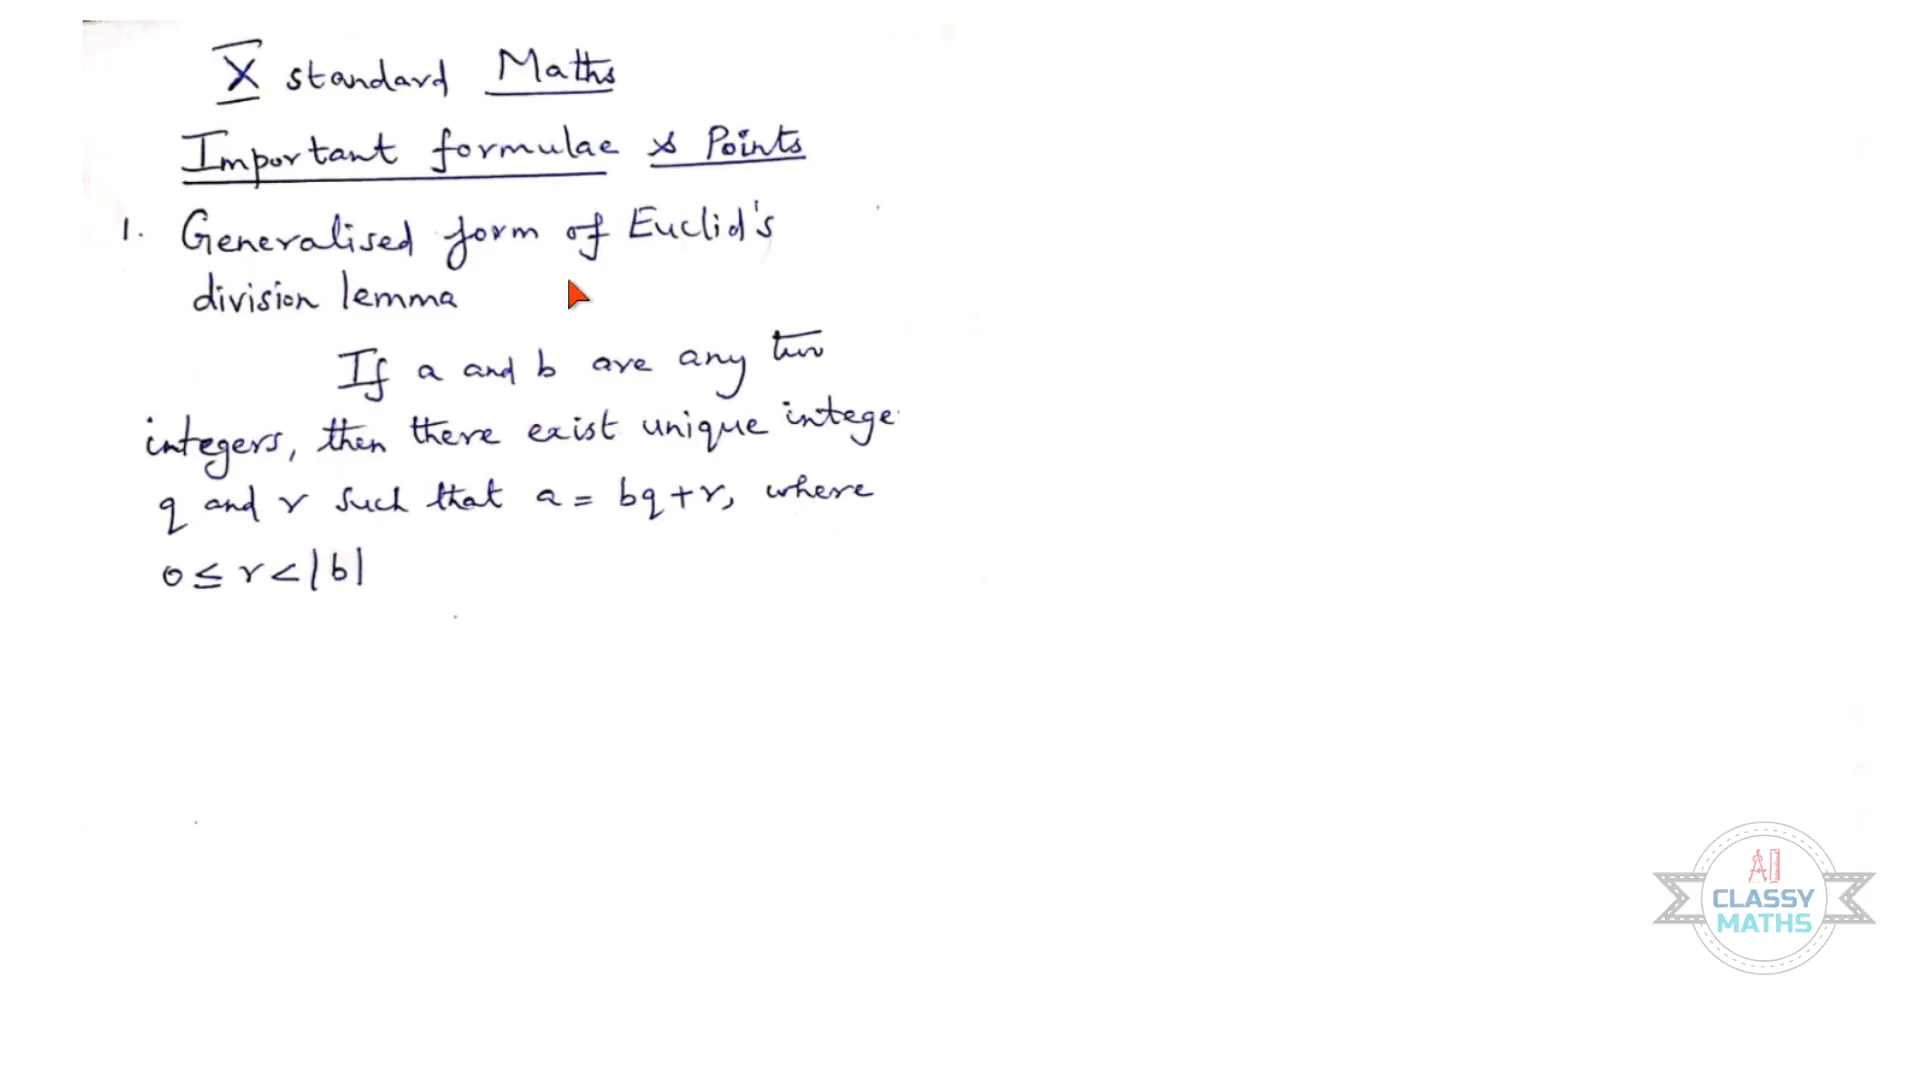 X standard Maths
Important formulae & Points
1. Generalised form of Euclid's
division lemma
If a and b are any two
integers, then there exist unique intege
q and r such that a = bq + r, where
0 ≤ r < |b|
CLASSY
MATHS